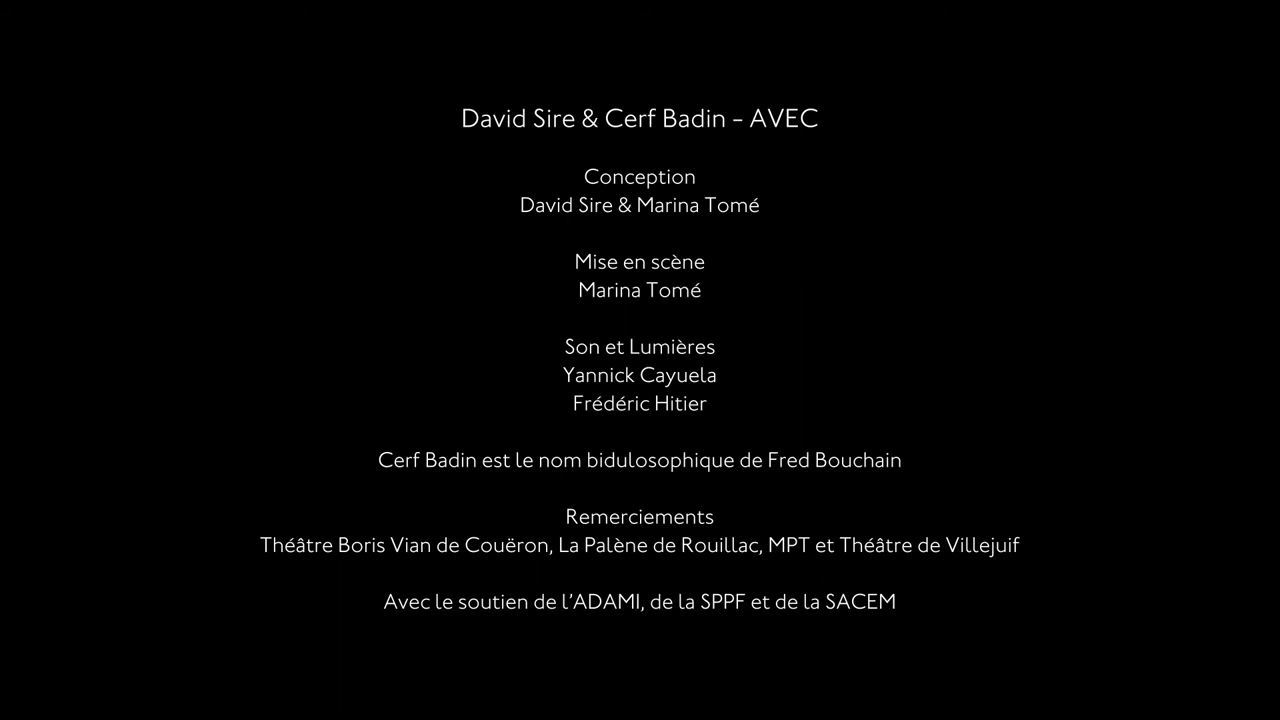 David Sire & Cerf Badin - AVEC
Conception
David Sire & Marina Tomé
Mise en scène
Marina Tomé
Son et Lumières
Yannick Cayuela
Frédéric Hitier
Cerf Badin est le nom bidulosophique de Fred Bouchain
Remerciements
Théâtre Boris Vian de Couëron, La Palène de Rouillac, MPT et Théâtre de Villejuif
Avec le soutien de l'ADAMI, de la SPPF et de la SACEM